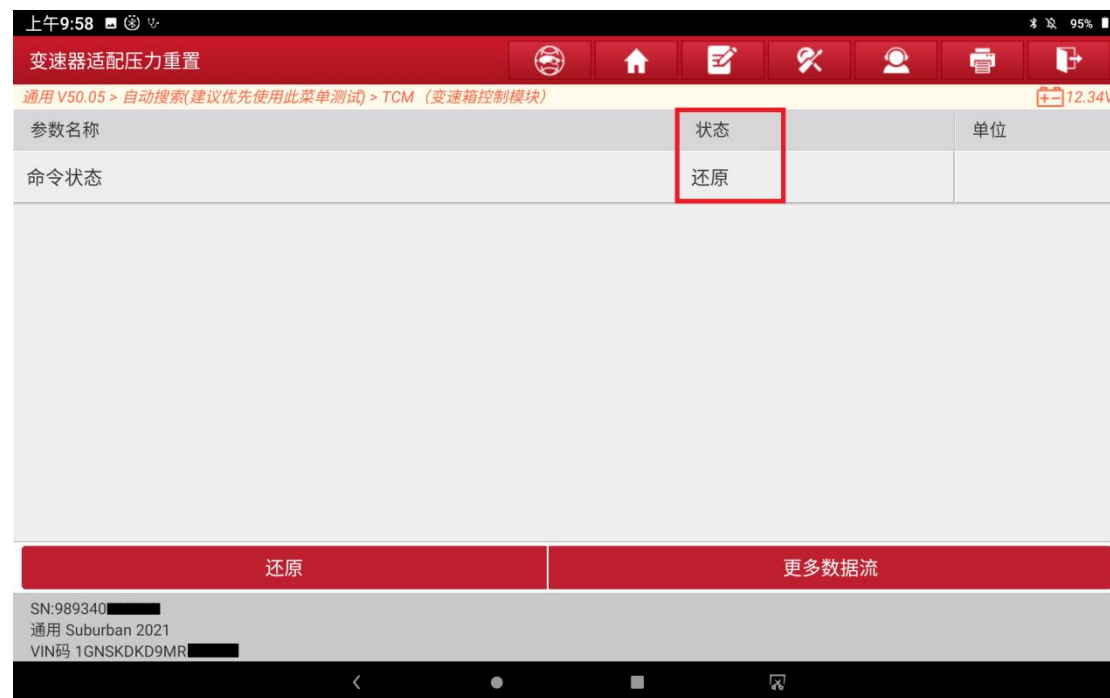 上午9:58
95%
变速器适配压力重置
通用 V50.05 > 自动搜索(建议优先使用此菜单测试) > TCM（变速箱控制模块）
12.34V
参数名称 状态 单位
命令状态 还原
还原 更多数据流
SN:989340
通用 Suburban 2021
VIN码 1GNSKDKD9MR